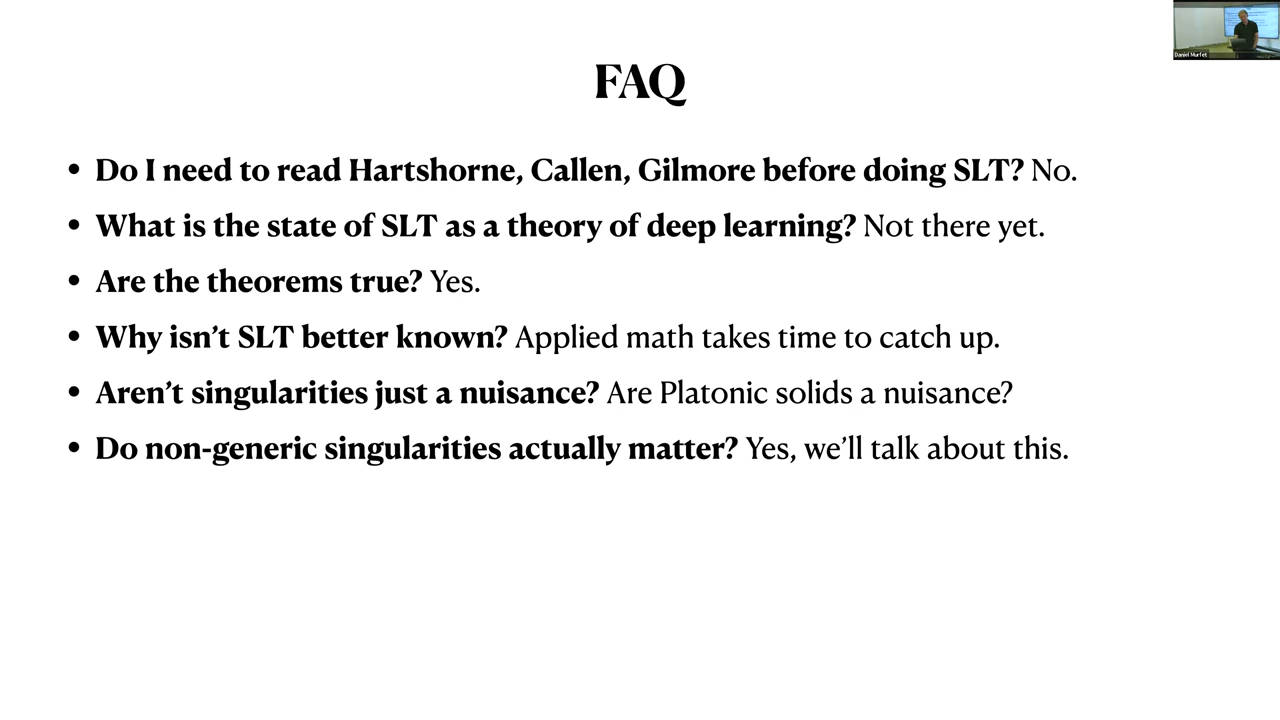 Daniel Murfet
FAQ
• Do I need to read Hartshorne, Callen, Gilmore before doing SLT? No.
• What is the state of SLT as a theory of deep learning? Not there yet.
• Are the theorems true? Yes.
• Why isn’t SLT better known? Applied math takes time to catch up.
• Aren’t singularities just a nuisance? Are Platonic solids a nuisance?
• Do non-generic singularities actually matter? Yes, we’ll talk about this.